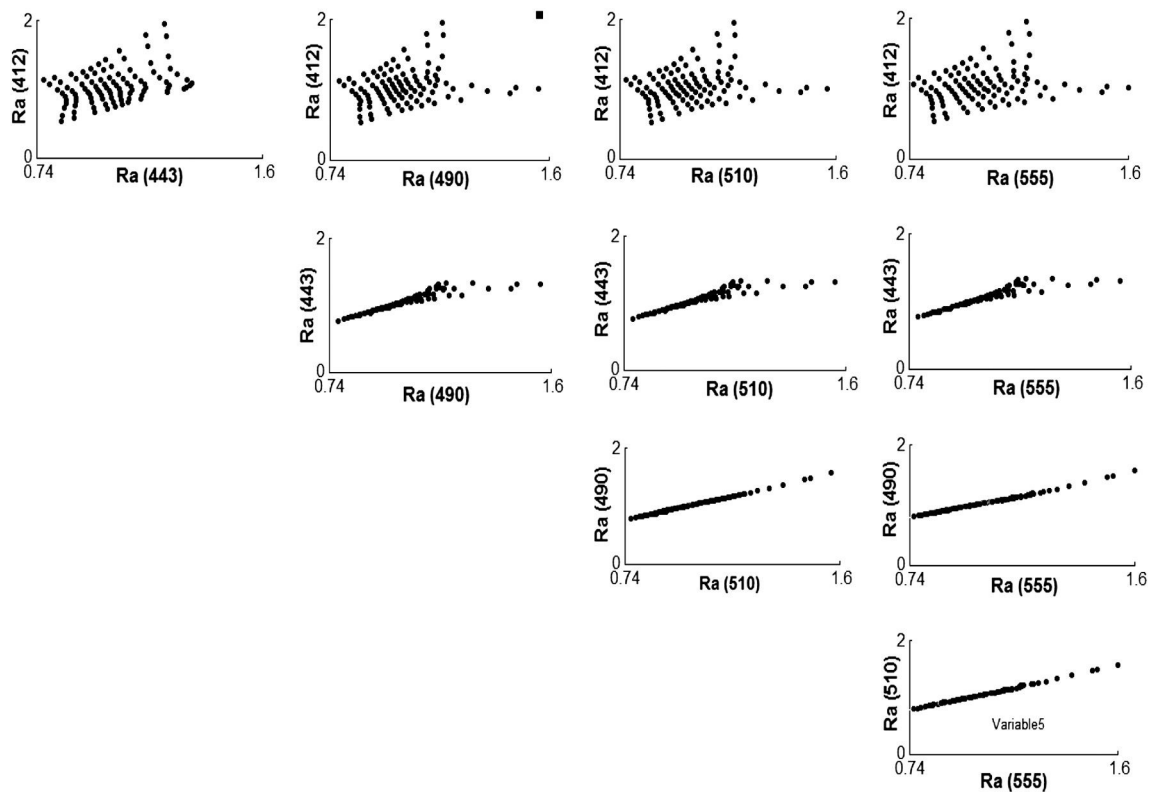 2
Ra (412)
0
0.74
1.6
Ra (443)
2
Ra (412)
0
0.74
1.6
Ra (490)
2
Ra (412)
0
0.74
1.6
Ra (510)
2
Ra (412)
0
0.74
1.6
Ra (555)
2
Ra (443)
0
0.74
1.6
Ra (490)
2
Ra (443)
0
0.74
1.6
Ra (510)
2
Ra (443)
0
0.74
1.6
Ra (555)
2
Ra (490)
0
0.74
1.6
Ra (510)
2
Ra (490)
0
0.74
1.6
Ra (555)
2
Ra (510)
0
Variable5
0.74
1.6
Ra (555)